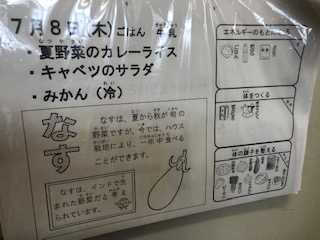 7月8日(木)ごはん 牛乳
・夏野菜のカレーライス
・キャベツのサラダ
・みかん(冷)
なす
なすは、夏から秋が旬の
野菜ですが、今では、ハウス
栽培により、一年中食べる
ことができます。
なすは、インドで生
まれた野菜だと考え
られています。
エネルギーのもとになる
体をつくる
体の調子を整える